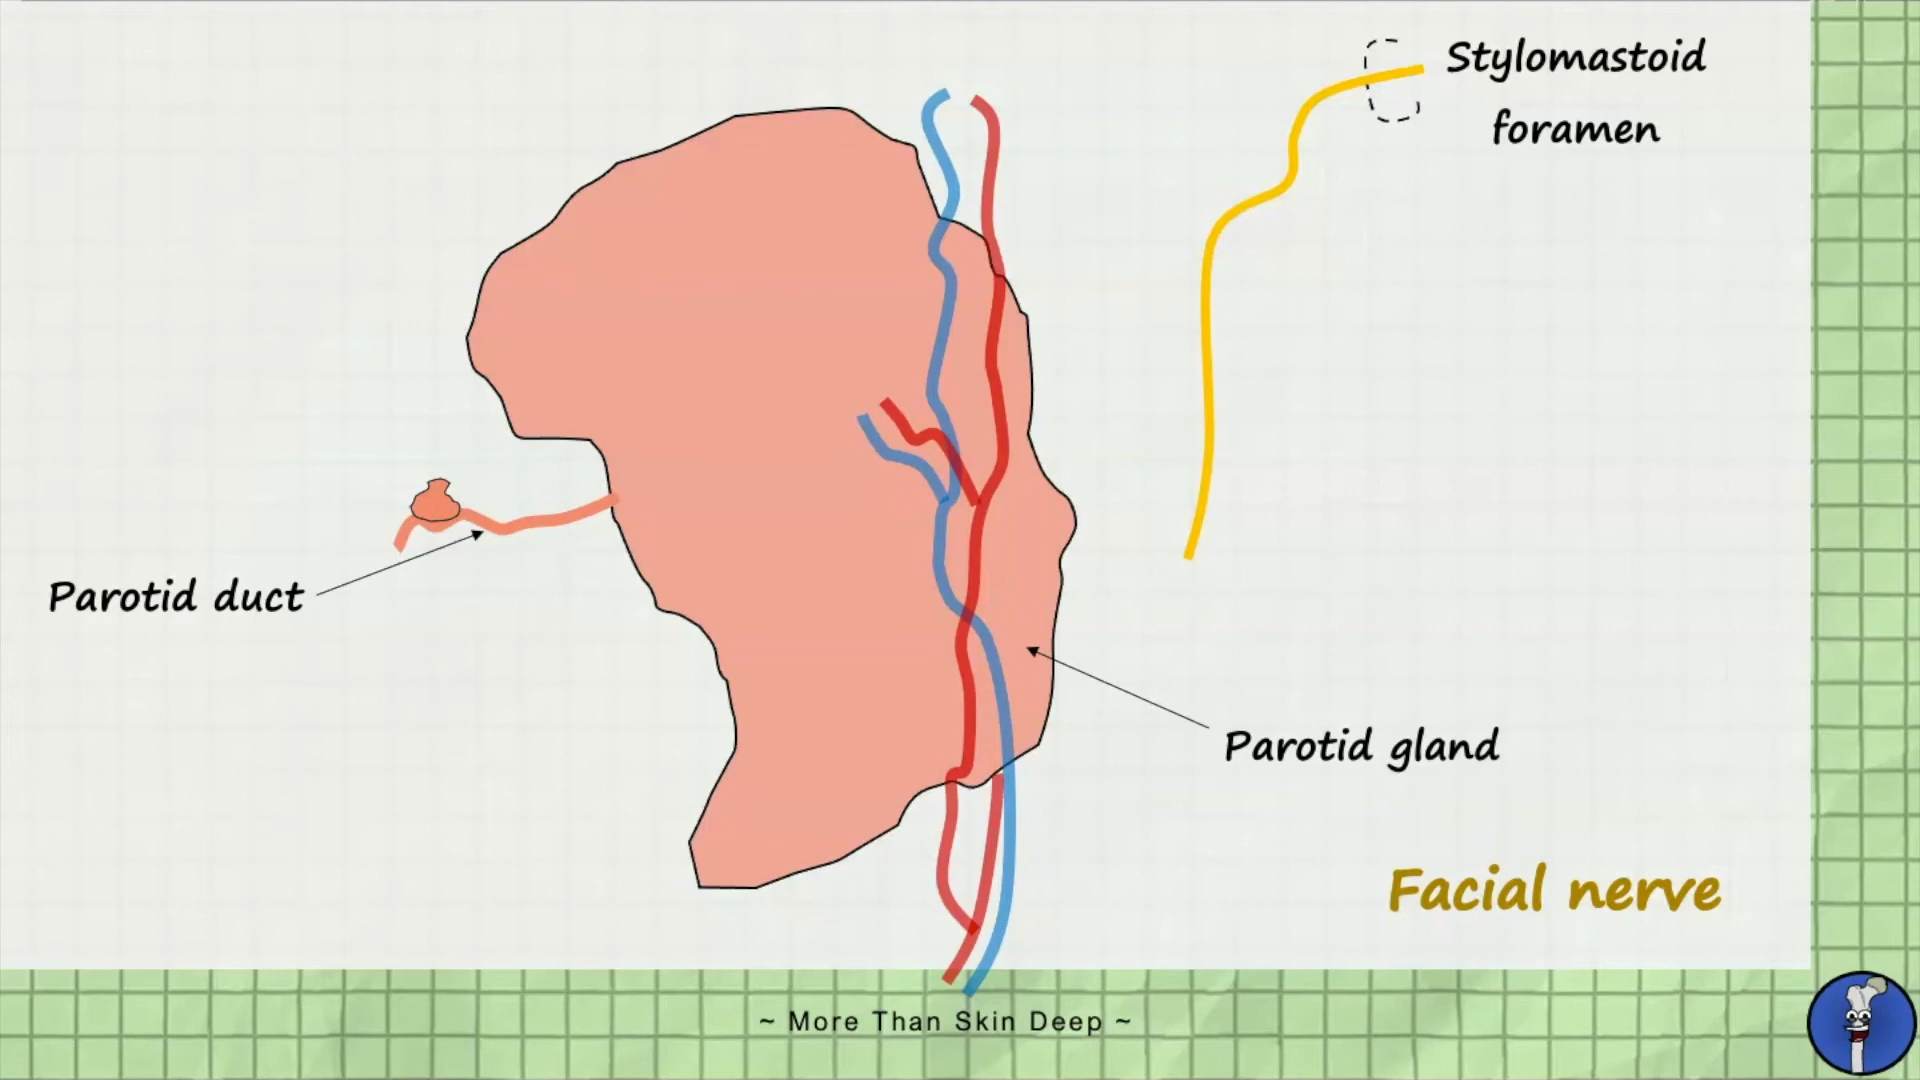 Stylomastoid
foramen
Parotid duct
Parotid gland
Facial nerve
~ More Than Skin Deep ~